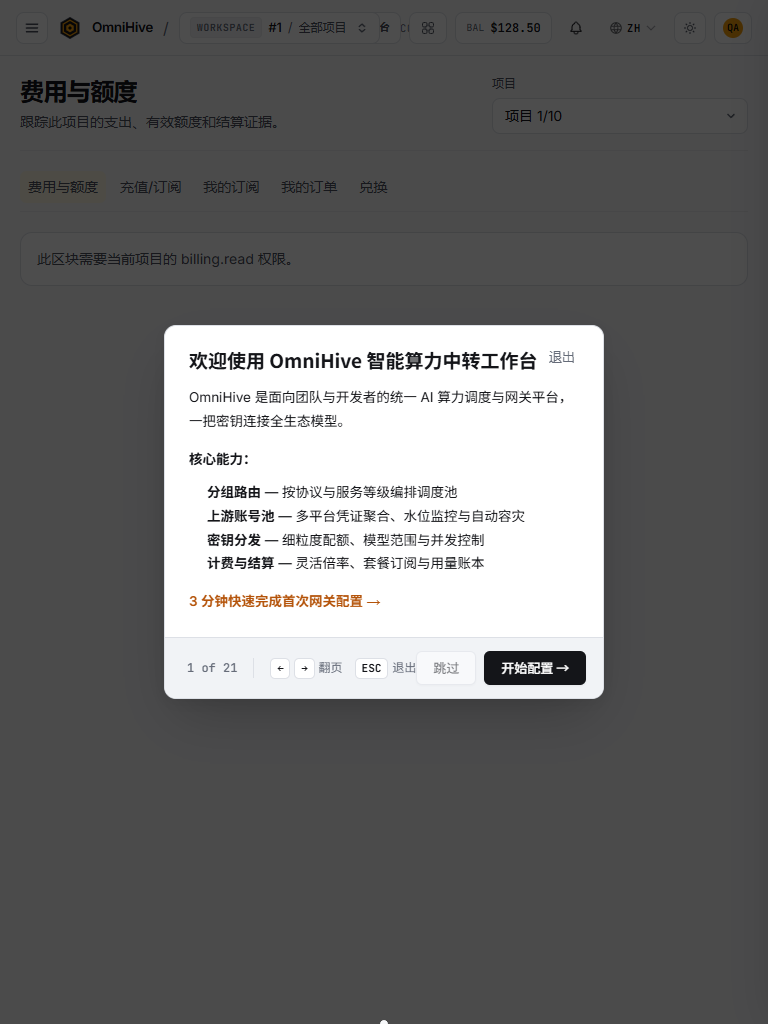 OmniHive / WORKSPACE #1 / 全部项目 BAL $128.50 ZH QA
费用与额度
跟踪此项目的支出、有效额度和结算证据。
项目
项目 1/10
费用与额度 充值/订阅 我的订阅 我的订单 兑换
此区块需要当前项目的 billing.read 权限。
欢迎使用 OmniHive 智能算力中转工作台 退出
OmniHive 是面向团队与开发者的统一 AI 算力调度与网关平台，
一把密钥连接全生态模型。
核心能力：
分组路由 — 按协议与服务等级编排调度池
上游账号池 — 多平台凭证聚合、水位监控与自动容灾
密钥分发 — 细粒度配额、模型范围与并发控制
计费与结算 — 灵活倍率、套餐订阅与用量账本
3 分钟快速完成首次网关配置 →
1 of 21 ← → 翻页 ESC 退出 跳过 开始配置 →